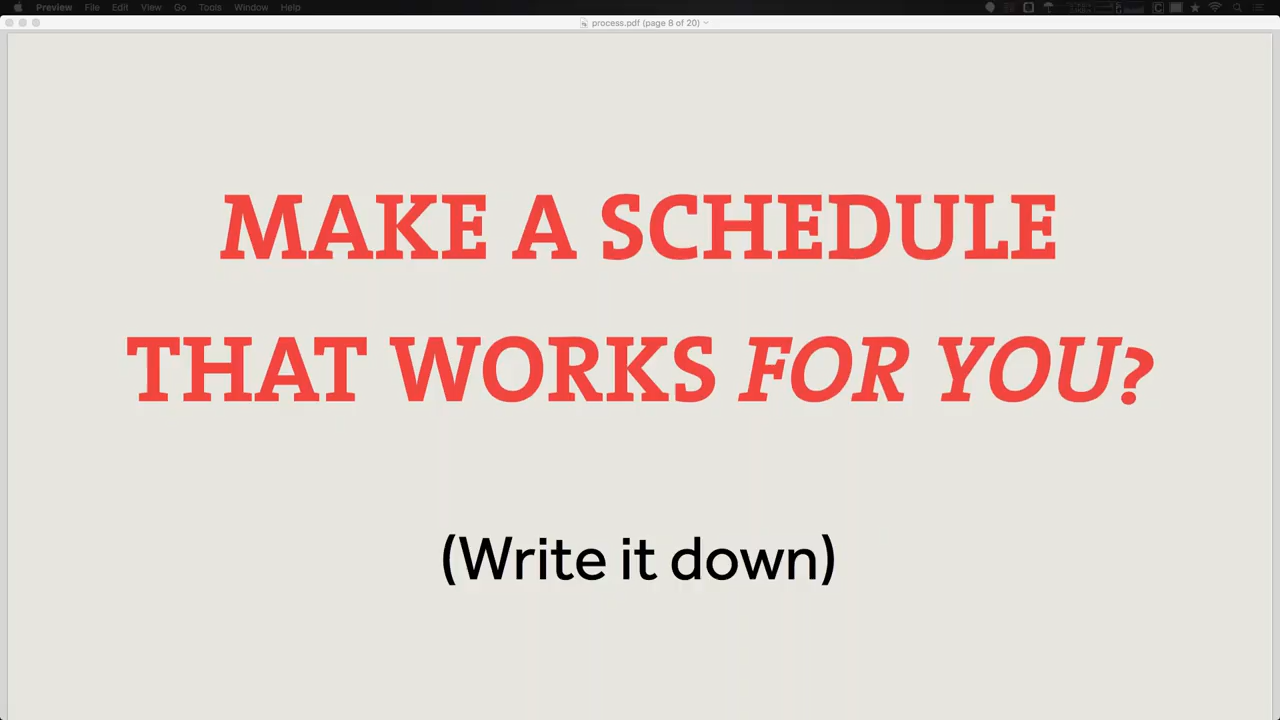 Preview File Edit View Go Tools Window Help
process.pdf (page 8 of 20)
MAKE A SCHEDULE
THAT WORKS FOR YOU?
(Write it down)